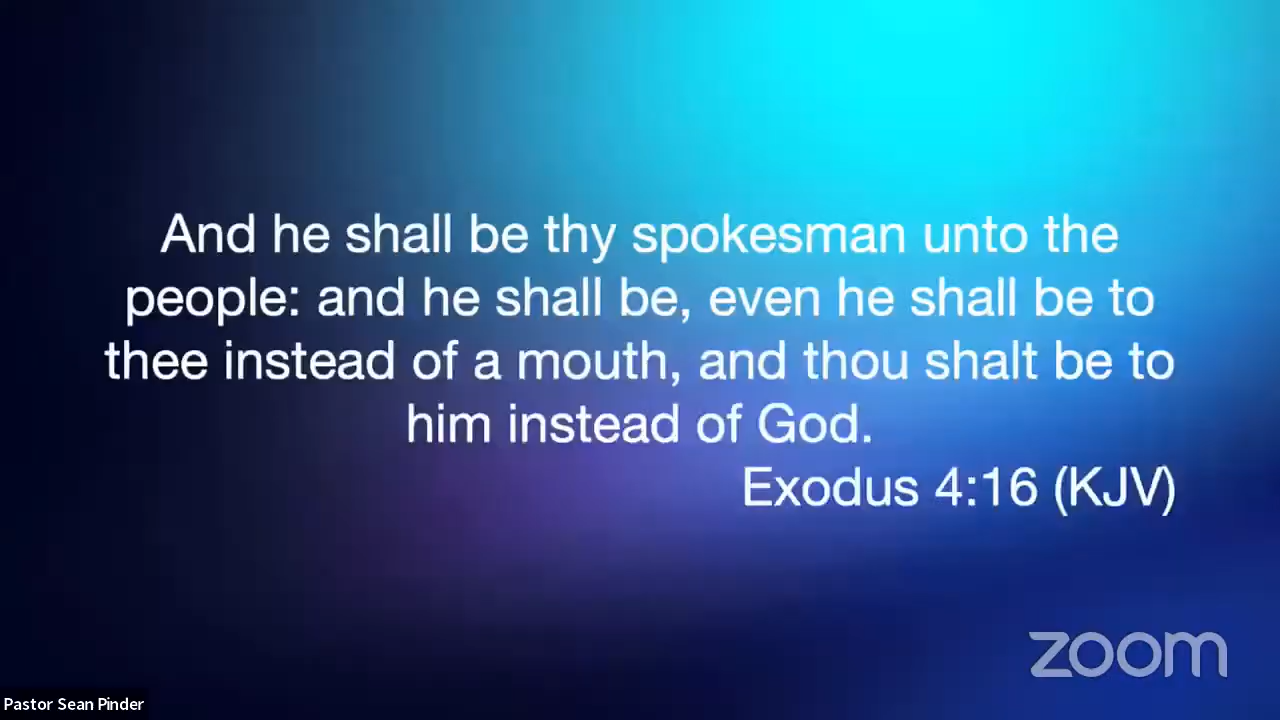 And he shall be thy spokesman unto the
people: and he shall be, even he shall be to
thee instead of a mouth, and thou shalt be to
him instead of God.
Exodus 4:16 (KJV)
zoom
Pastor Sean Pinder